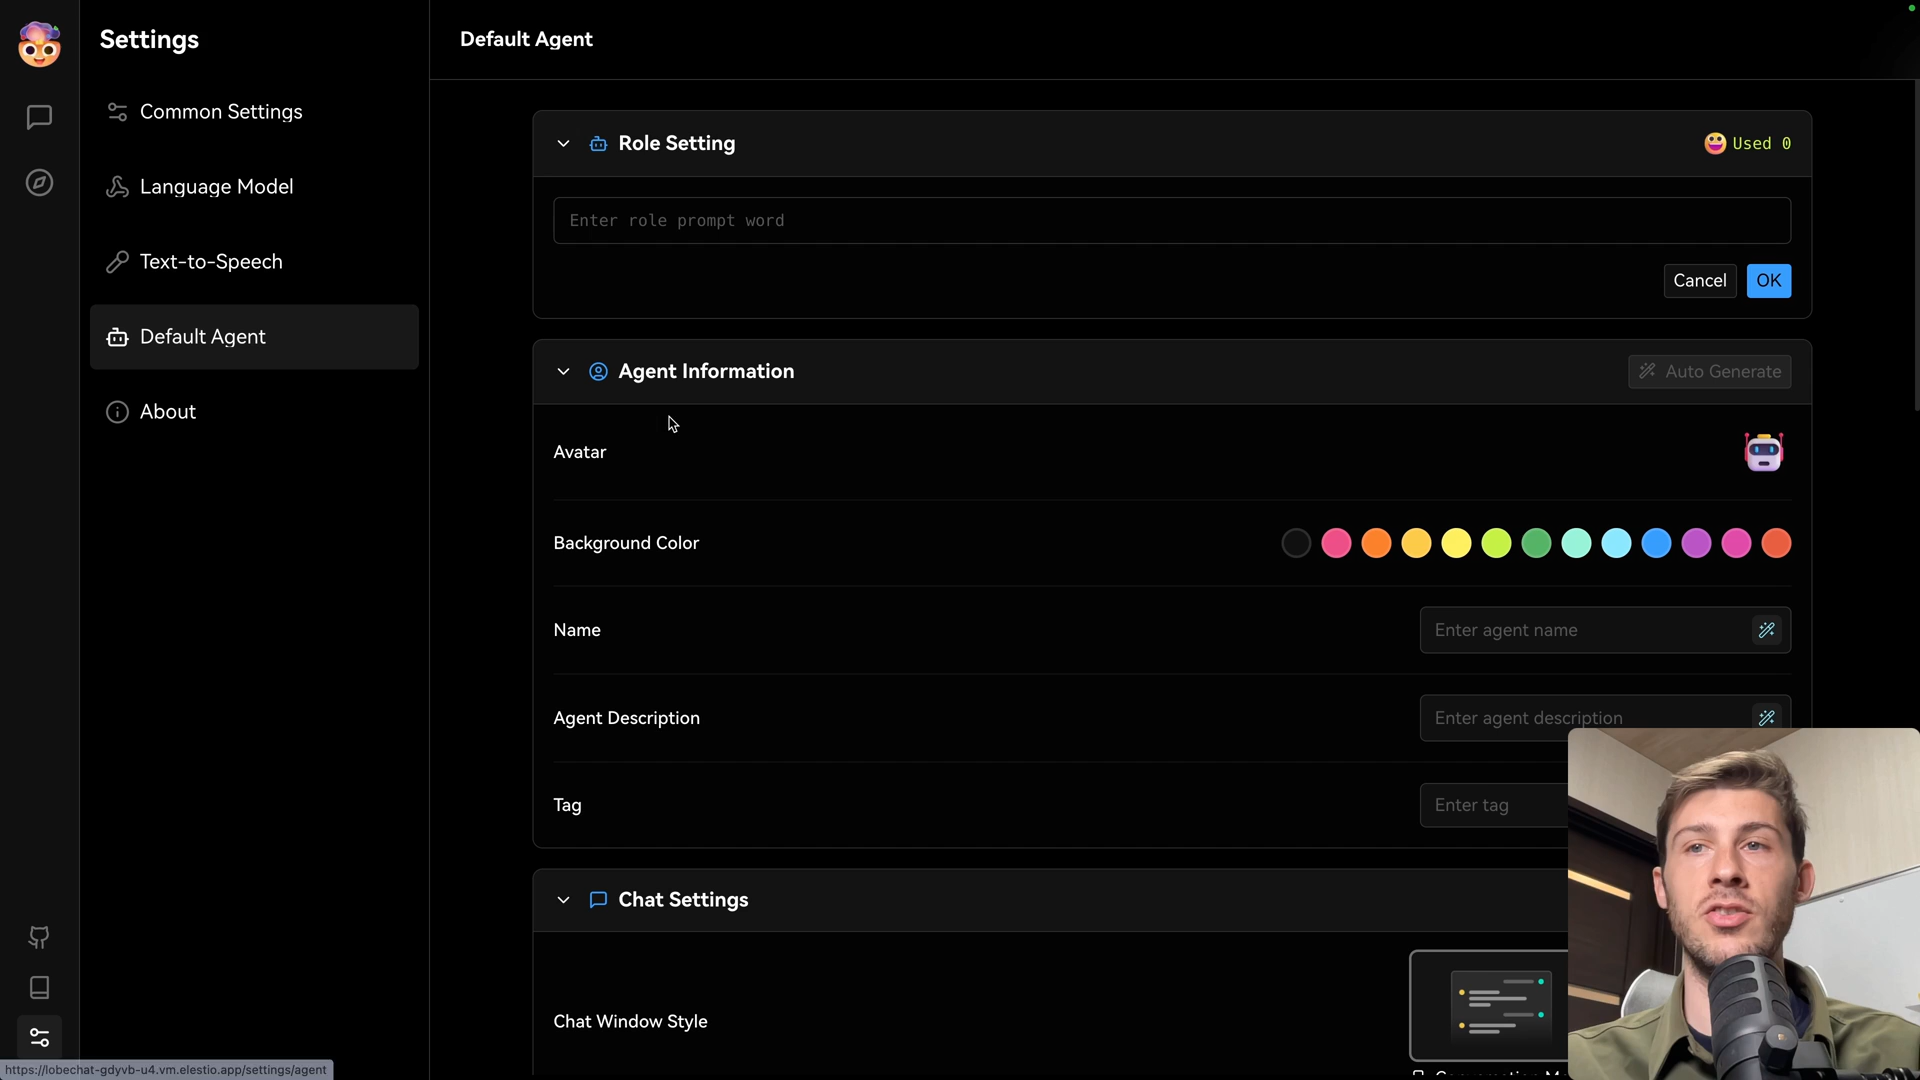 Settings
Default Agent
Common Settings
Language Model
Text-to-Speech
Default Agent
About
Role Setting
Used 0
Enter role prompt word
Cancel
OK
Agent Information
Auto Generate
Avatar
Background Color
Name
Enter agent name
Agent Description
Enter agent description
Tag
Enter tag
Chat Settings
Chat Window Style
https://lobechat-gdyvb-u4.vm.elestio.app/settings/agent